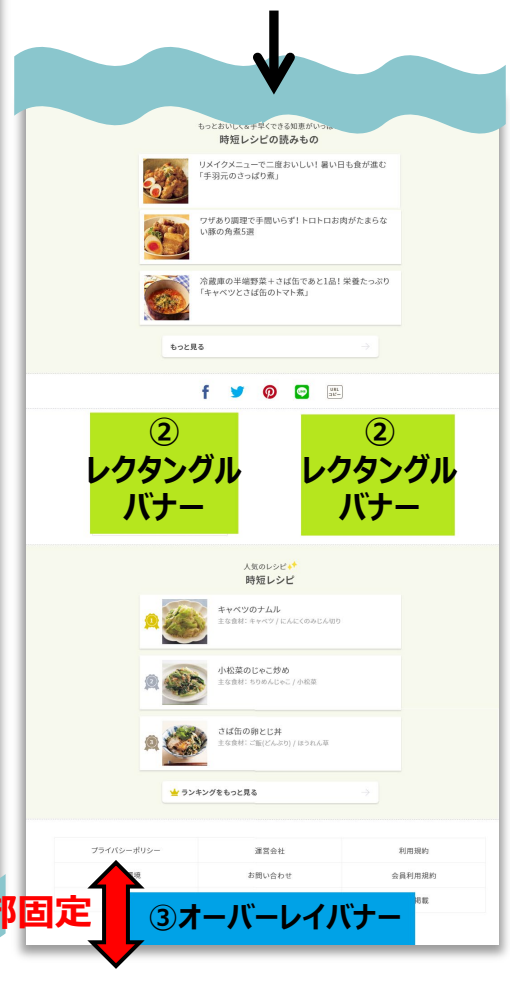 もっとおいしく&手早くできる知恵がいっぱ
時短レシピの読みもの
リメイクメニューで二度おいしい! 暑い日も食が進む
「手羽元のさっぱり煮」
ワザあり調理で手間いらず! トロトロお肉がたまらな
い豚の角煮5選
冷蔵庫の半端野菜+さば缶であと1品! 栄養たっぷり
「キャベツとさば缶のトマト煮」
もっと見る
URL
コピー
②
レクタングル
バナー
②
レクタングル
バナー
人気のレシピ
時短レシピ
1
キャベツのナムル
主な食材: キャベツ / にんにくのみじん切り
2
小松菜のじゃこ炒め
主な食材: ちりめんじゃこ / 小松菜
3
さば缶の卵とじ丼
主な食材: ご飯(どんぶり) / ほうれん草
ランキングをもっと見る
プライバシーポリシー 運営会社 利用規約
お問い合わせ 会員利用規約
掲載
部固定
③オーバーレイバナー